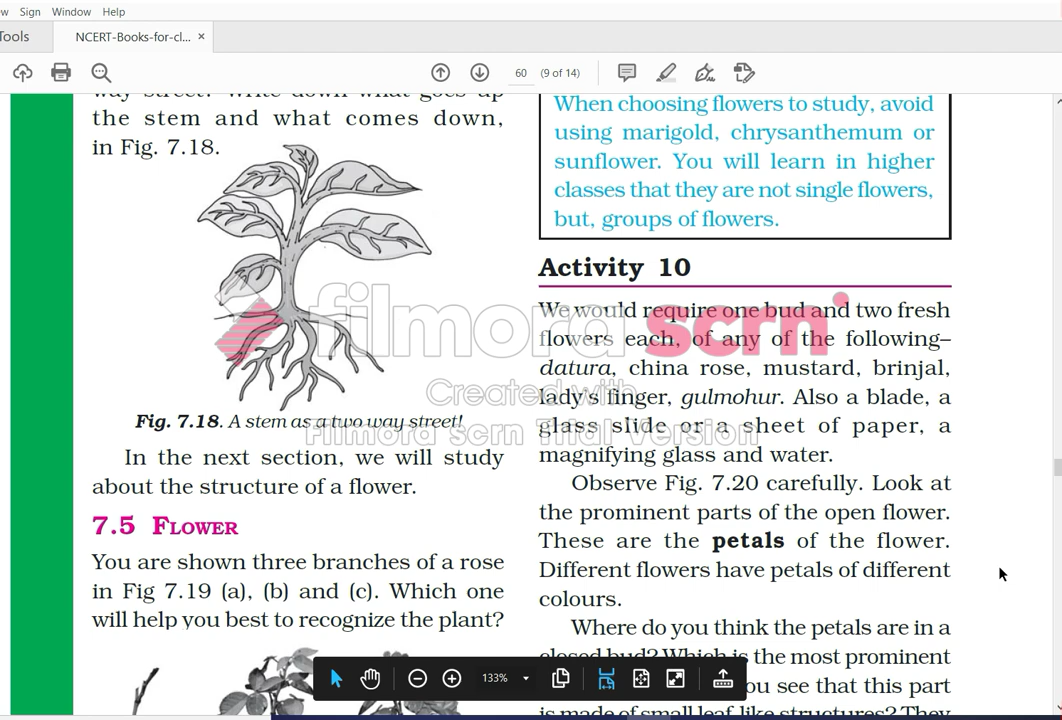 ew Sign Window Help
Tools
NCERT-Books-for-cl... ×
60 (9 of 14)
way street? Write down what goes up
the stem and what comes down,
in Fig. 7.18.
Fig. 7.18. A stem as a two way street!
In the next section, we will study
about the structure of a flower.
7.5 FLOWER
You are shown three branches of a rose
in Fig 7.19 (a), (b) and (c). Which one
will help you best to recognize the plant?
When choosing flowers to study, avoid
using marigold, chrysanthemum or
sunflower. You will learn in higher
classes that they are not single flowers,
but, groups of flowers.
Activity 10
We would require one bud and two fresh
flowers each, of any of the following–
datura, china rose, mustard, brinjal,
lady's finger, gulmohur. Also a blade, a
glass slide or a sheet of paper, a
magnifying glass and water.
Observe Fig. 7.20 carefully. Look at
the prominent parts of the open flower.
These are the petals of the flower.
Different flowers have petals of different
colours.
Where do you think the petals are in a
closed bud? Which is the most prominent
ou see that this part
is made of small leaf-like structures? They
filmora scrn
Created with
Filmora scrn Trial Version
133%